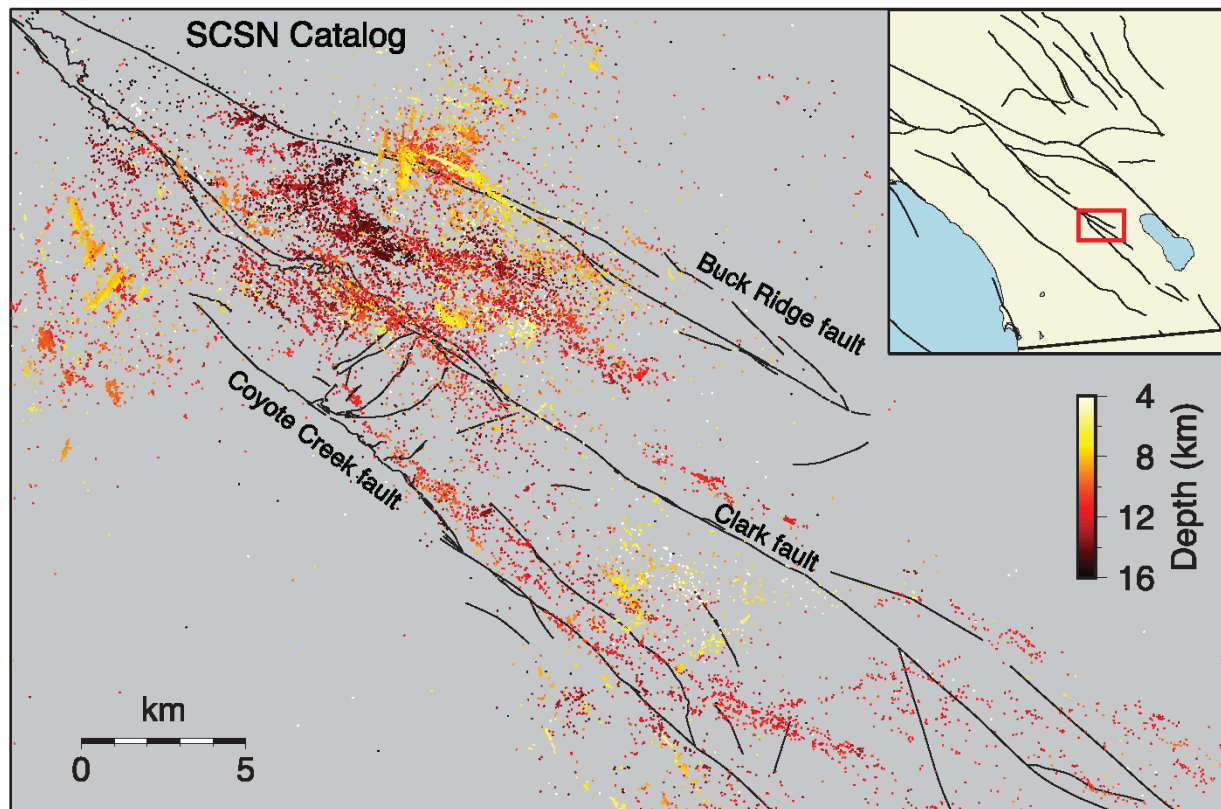 SCSN Catalog
Buck Ridge fault
Coyote Creek fault
Clark fault
4
8
12
16
Depth (km)
km
0
5